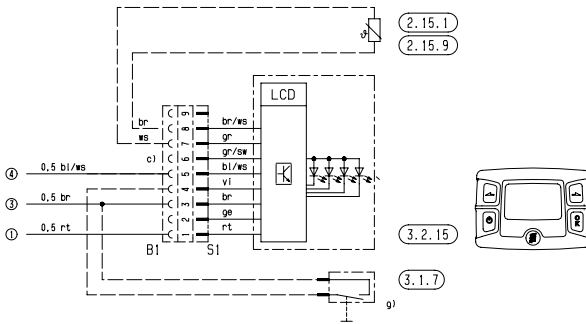 2.15.1
2.15.9
LCD
br
ws
c)
9
8
7
6
5
4
3
2
1
br/ws
gr
gr/sw
bl/ws
vi
br
ge
rt
④ 0,5 bl/ws
③ 0,5 br
① 0,5 rt
B1 S1
3.2.15
3.1.7
g)